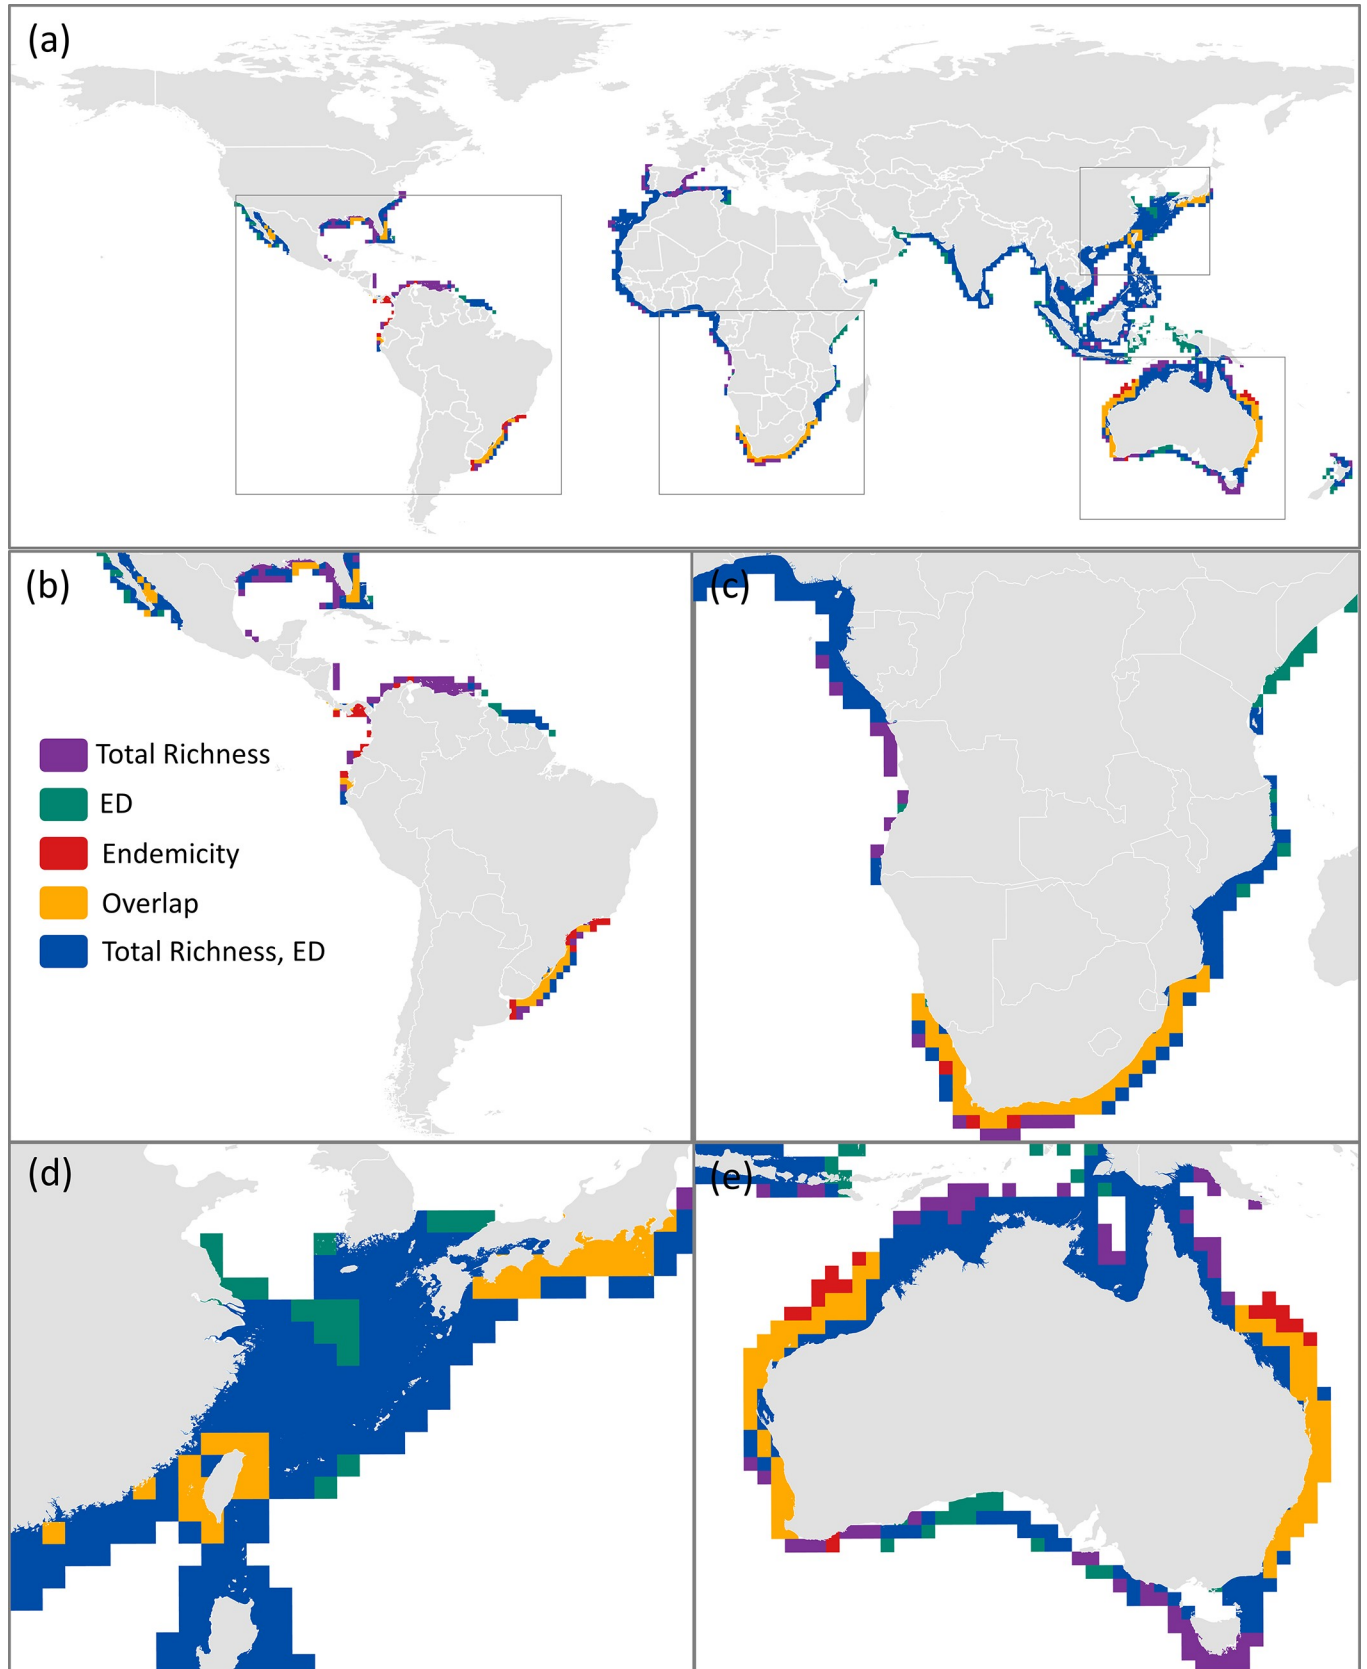 (a)
(b)
(c)
Total Richness
ED
Endemicity
Overlap
Total Richness, ED
(d)
(e)